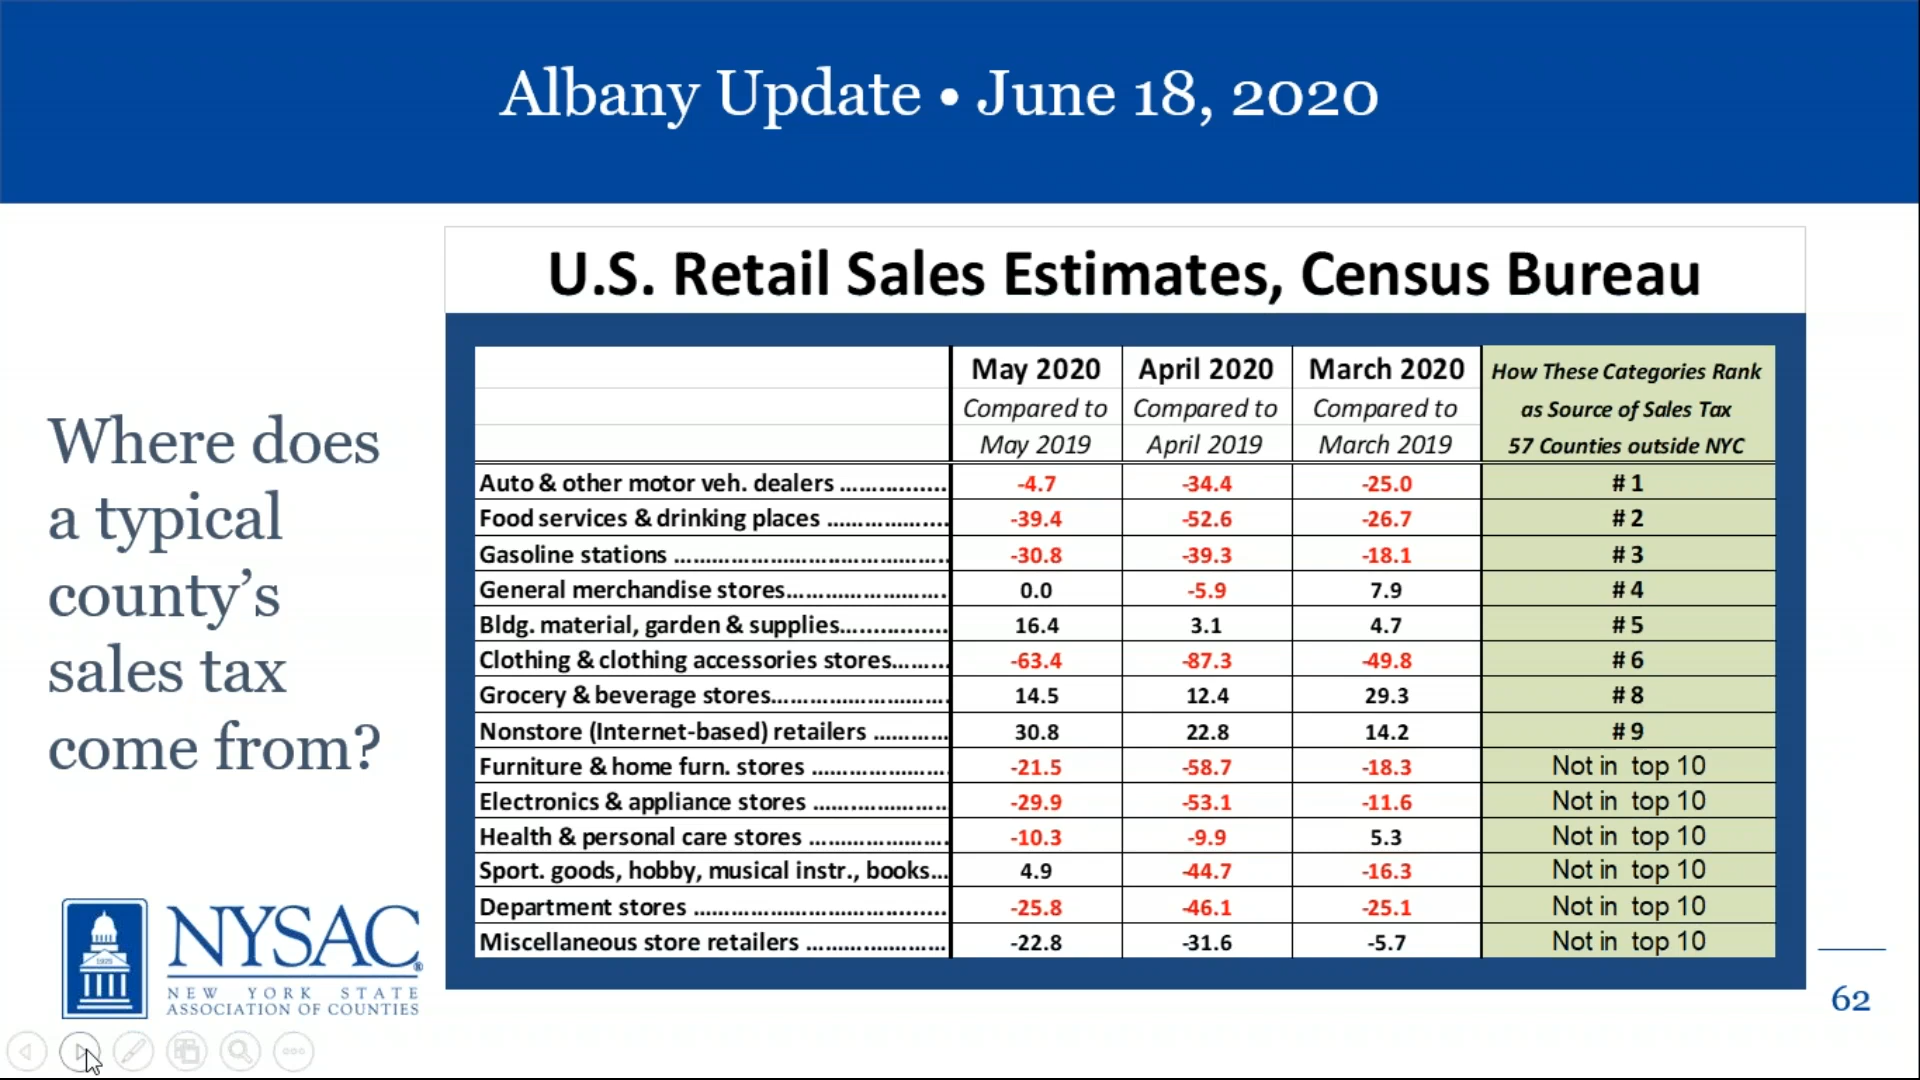 Albany Update • June 18, 2020
Where does
a typical
county’s
sales tax
come from?
U.S. Retail Sales Estimates, Census Bureau
May 2020 April 2020 March 2020 How These Categories Rank
Compared to Compared to Compared to as Source of Sales Tax
May 2019 April 2019 March 2019 57 Counties outside NYC
Auto & other motor veh. dealers ................ -4.7 -34.4 -25.0 # 1
Food services & drinking places ................... -39.4 -52.6 -26.7 # 2
Gasoline stations .......................................... -30.8 -39.3 -18.1 # 3
General merchandise stores........................ 0.0 -5.9 7.9 # 4
Bldg. material, garden & supplies................ 16.4 3.1 4.7 # 5
Clothing & clothing accessories stores......... -63.4 -87.3 -49.8 # 6
Grocery & beverage stores.......................... 14.5 12.4 29.3 # 8
Nonstore (Internet-based) retailers ........... 30.8 22.8 14.2 # 9
Furniture & home furn. stores .................... -21.5 -58.7 -18.3 Not in top 10
Electronics & appliance stores .................... -29.9 -53.1 -11.6 Not in top 10
Health & personal care stores ..................... -10.3 -9.9 5.3 Not in top 10
Sport. goods, hobby, musical instr., books... 4.9 -44.7 -16.3 Not in top 10
Department stores ...................................... -25.8 -46.1 -25.1 Not in top 10
Miscellaneous store retailers ..................... -22.8 -31.6 -5.7 Not in top 10
1925
NYSAC®
NEW YORK STATE
ASSOCIATION OF COUNTIES
62